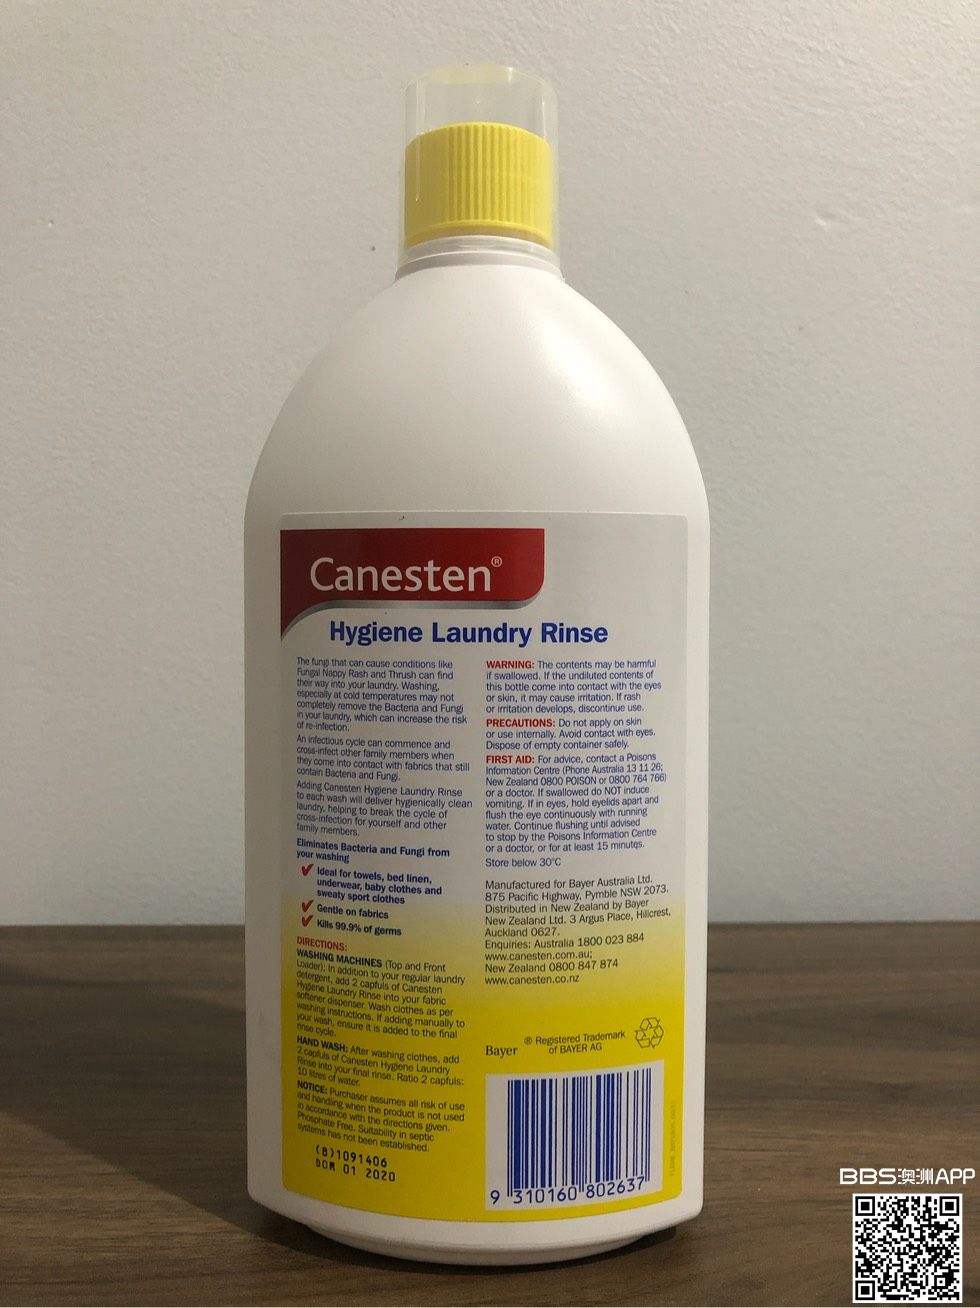 Canesten®
Hygiene Laundry Rinse
The fungi that can cause conditions like
Fungal Nappy Rash and Thrush can find
their way into your laundry. Washing,
especially at cold temperatures may not
completely remove the Bacteria and Fungi
in your laundry, which can increase the risk
of re-infection.
An infectious cycle can commence and
cross-infect other family members when
they come into contact with fabrics that still
contain Bacteria and Fungi.
Adding Canesten Hygiene Laundry Rinse
to each wash will deliver hygienically clean
laundry, helping to break the cycle of
cross-infection for yourself and other
family members.
Eliminates Bacteria and Fungi from
your washing
Ideal for towels, bed linen,
underwear, baby clothes and
sweaty sport clothes
Gentle on fabrics
Kills 99.9% of germs
DIRECTIONS:
WASHING MACHINES (Top and Front
Loader): In addition to your regular laundry
detergent, add 2 capfuls of Canesten
Hygiene Laundry Rinse into your fabric
softener dispenser. Wash clothes as per
washing instructions. If adding manually to
your wash, ensure it is added to the final
rinse cycle.
HAND WASH: After washing clothes, add
2 capfuls of Canesten Hygiene Laundry
Rinse into your final rinse. Ratio 2 capfuls:
10 litres of water.
NOTICE: Purchaser assumes all risk of use
and handling when the product is not used
in accordance with the directions given.
Phosphate Free. Suitability in septic
systems has not been established.
(B)1091406
DOM 01 2020
WARNING: The contents may be harmful
if swallowed. If the undiluted contents of
this bottle come into contact with the eyes
or skin, it may cause irritation. If rash
or irritation develops, discontinue use.
PRECAUTIONS: Do not apply on skin
or use internally. Avoid contact with eyes.
Dispose of empty container safely.
FIRST AID: For advice, contact a Poisons
Information Centre (Phone Australia 13 11 26;
New Zealand 0800 POISON or 0800 764 766)
or a doctor. If swallowed do NOT induce
vomiting. If in eyes, hold eyelids apart and
flush the eye continuously with running
water. Continue flushing until advised
to stop by the Poisons Information Centre
or a doctor, or for at least 15 minutes.
Store below 30°C
Manufactured for Bayer Australia Ltd.
875 Pacific Highway, Pymble NSW 2073.
Distributed in New Zealand by Bayer
New Zealand Ltd. 3 Argus Place, Hillcrest,
Auckland 0627.
Enquiries: Australia 1800 023 884
www.canesten.com.au;
New Zealand 0800 847 874
www.canesten.co.nz
® Registered Trademark
Bayer of BAYER AG
9 310160 802637
BBS澳洲APP